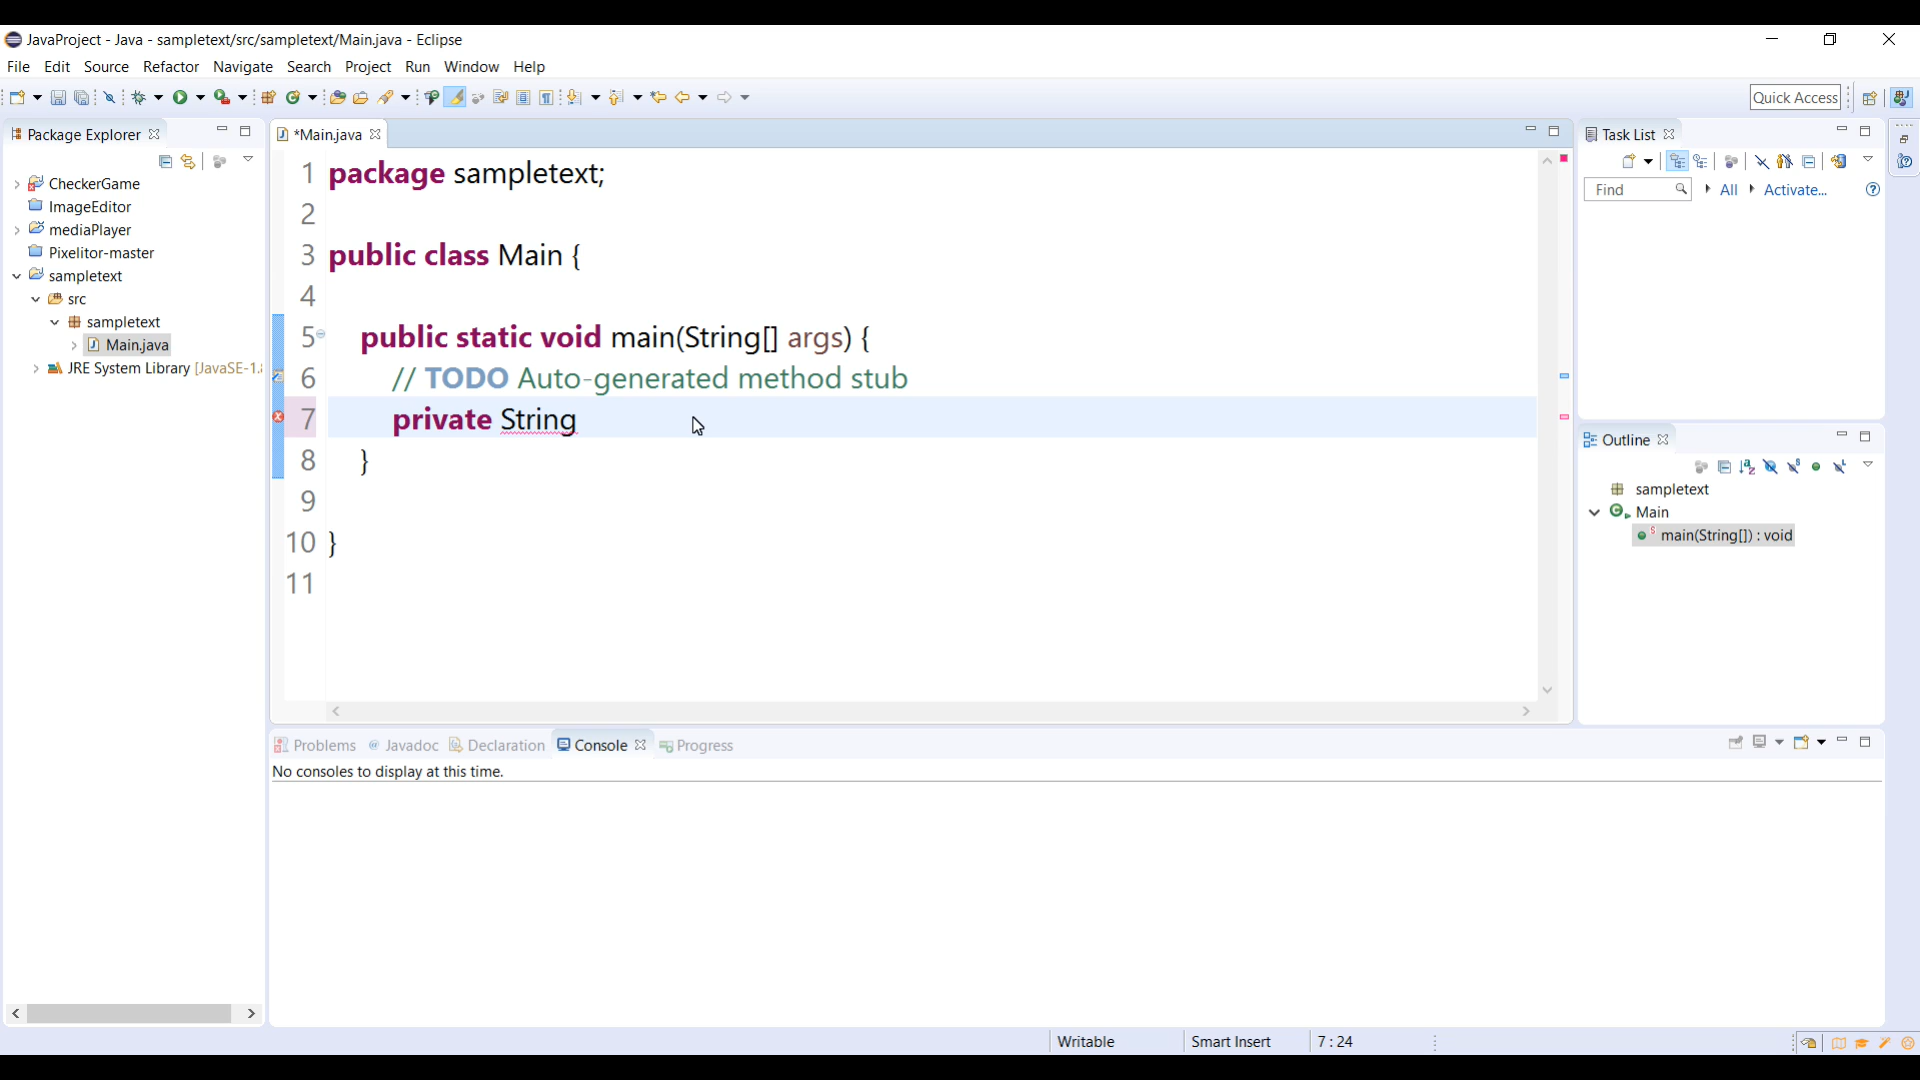 JavaProject - Java - sampletext/src/sampletext/Main.java - Eclipse
File Edit Source Refactor Navigate Search Project Run Window Help
Quick Access
Package Explorer
*Main.java
Task List
CheckerGame
ImageEditor
mediaPlayer
Pixelitor-master
sampletext
src
sampletext
Main.java
JRE System Library [JavaSE-1.
1 package sampletext;
2
3 public class Main {
4
5 public static void main(String[] args) {
6 // TODO Auto-generated method stub
7 private String
8 }
9
10 }
11
Find All Activate...
Outline
sampletext
Main
main(String[]) : void
Problems Javadoc Declaration Console Progress
No consoles to display at this time.
Writable Smart Insert 7 : 24